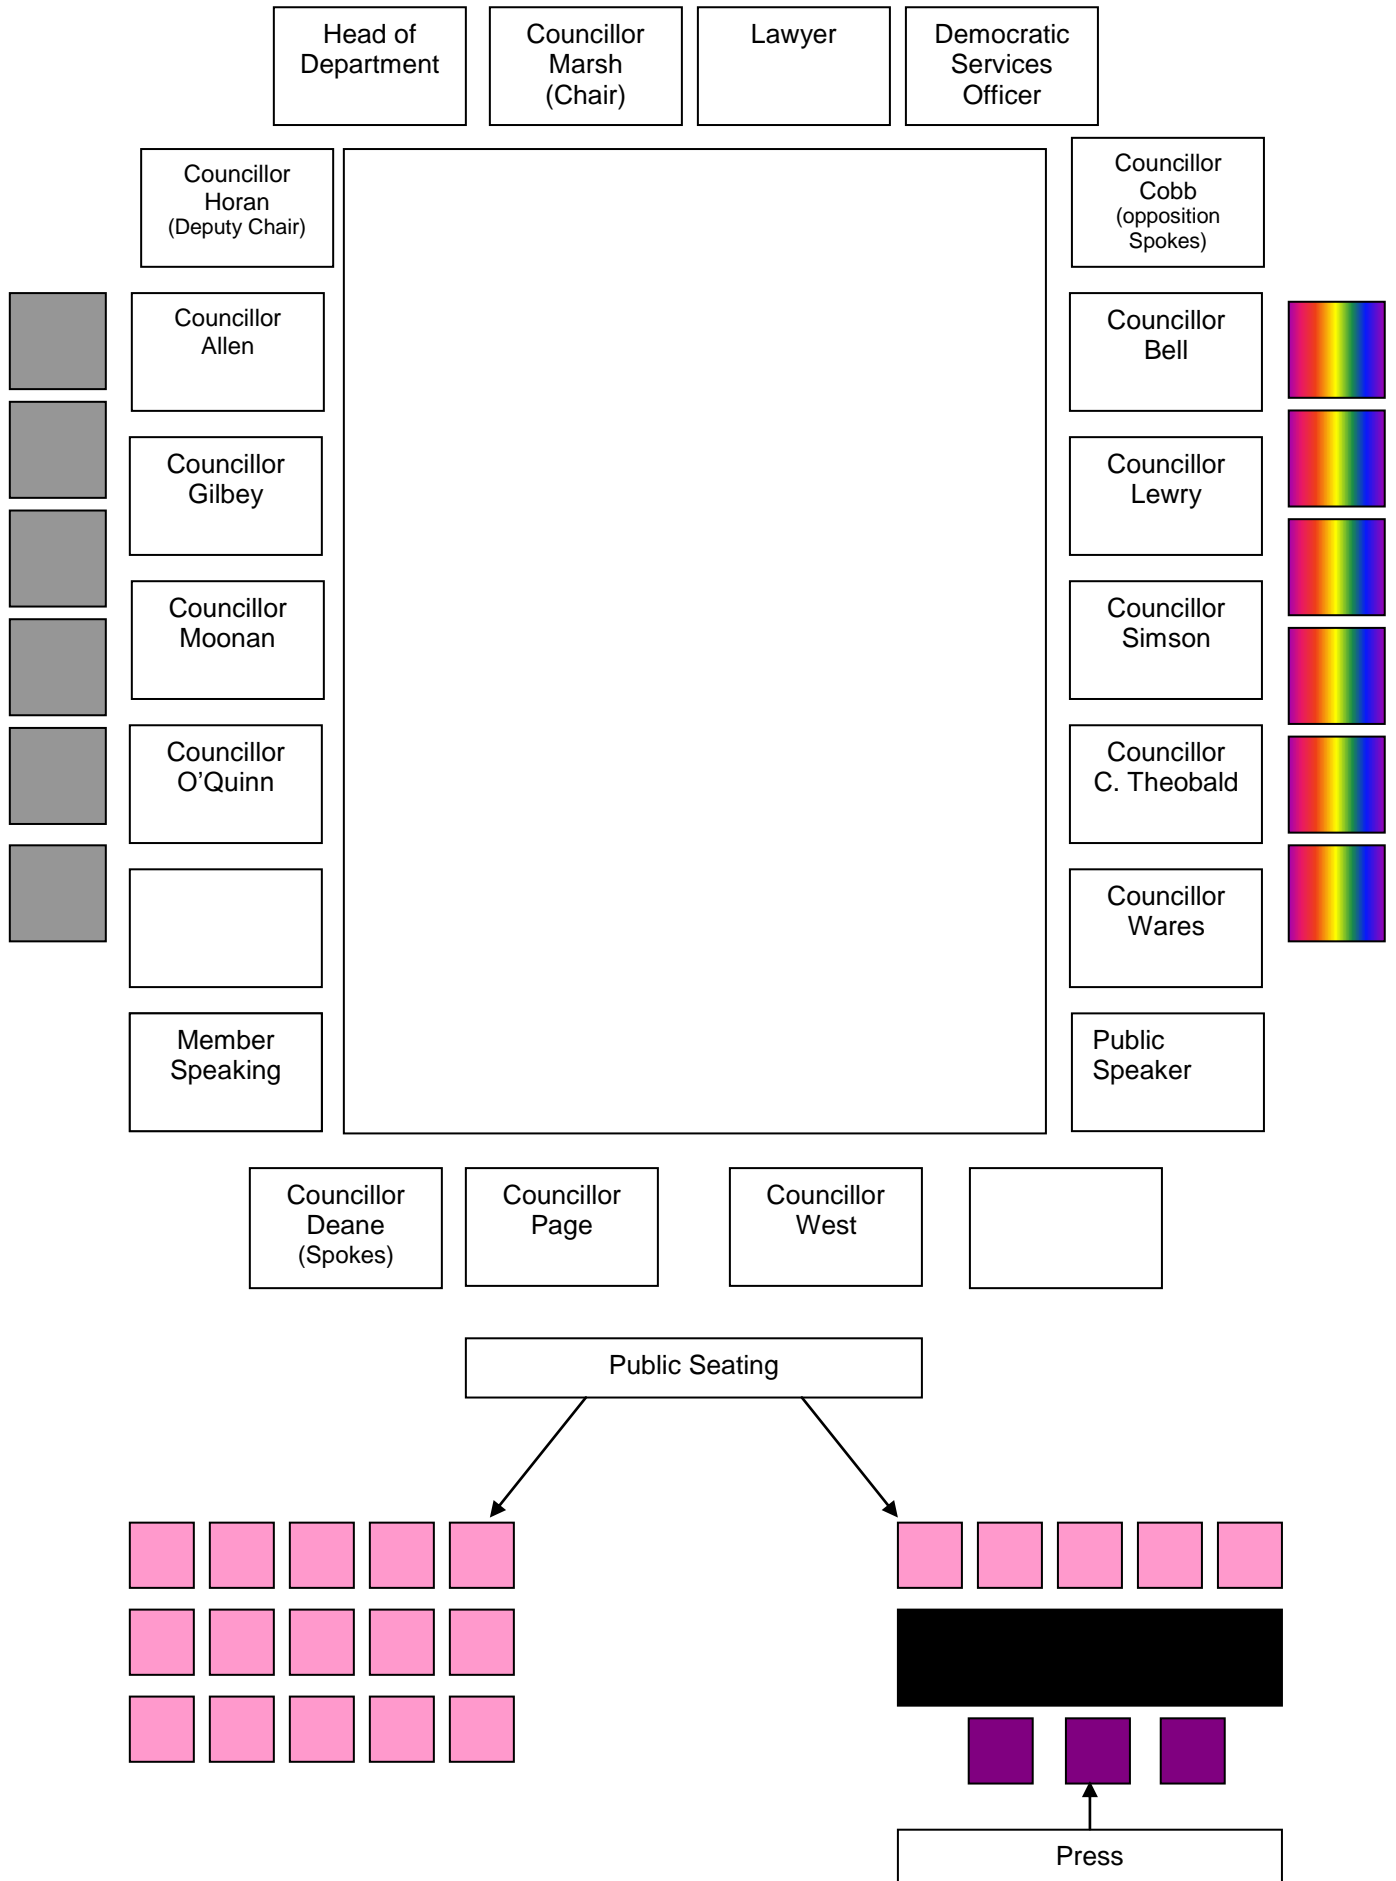 Head of
Department
Councillor
Marsh
(Chair)
Lawyer
Democratic
Services
Officer
Councillor
Horan
(Deputy Chair)
Councillor
Cobb
(opposition
Spokes)
Councillor
Allen
Councillor
Bell
Councillor
Gilbey
Councillor
Lewry
Councillor
Moonan
Councillor
Simson
Councillor
O’Quinn
Councillor
C. Theobald
Councillor
Wares
Member
Speaking
Public
Speaker
Councillor
Deane
(Spokes)
Councillor
Page
Councillor
West
Public Seating
Press